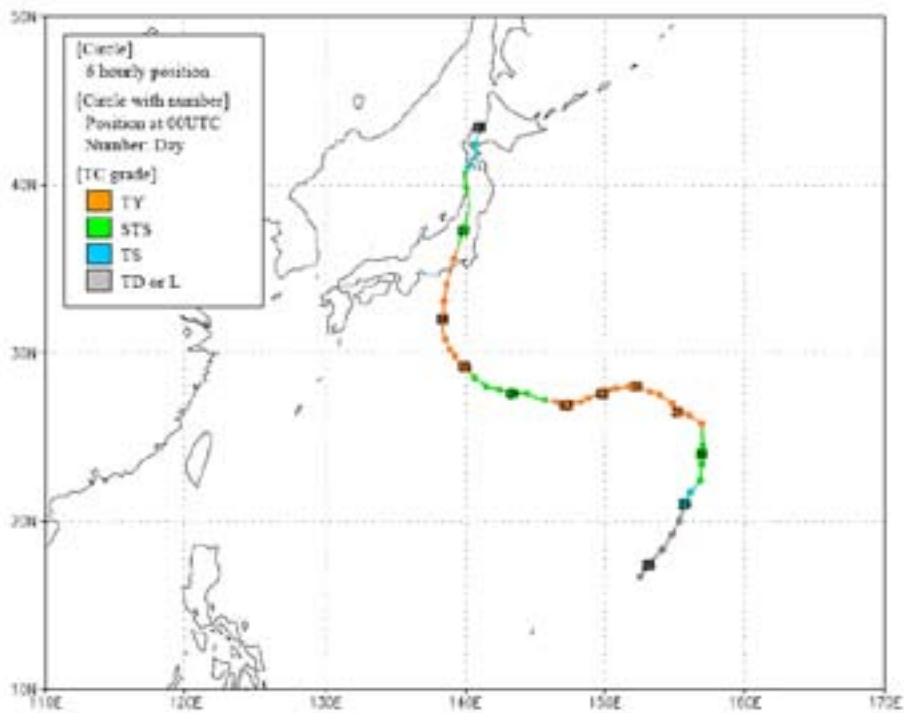 50N
[Circle]
6 hourly position
[Circle with number]
Position at 00UTC
Number: Day
[TC grade]
TY
STS
TS
TD or L
40N
30N
20N
10N
110E 120E 130E 140E 150E 160E 172E